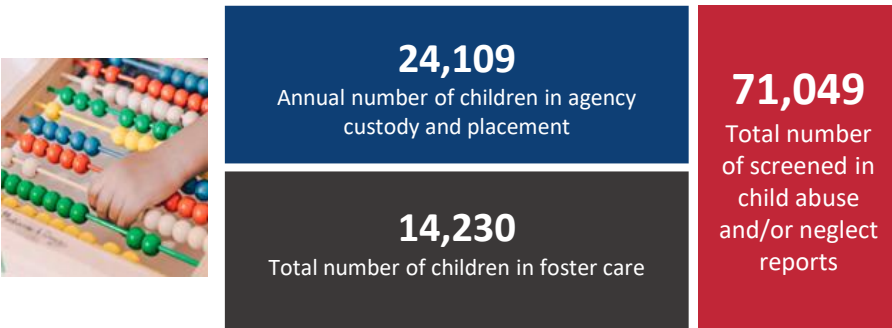 24,109
Annual number of children in agency
custody and placement
14,230
Total number of children in foster care
71,049
Total number
of screened in
child abuse
and/or neglect
reports